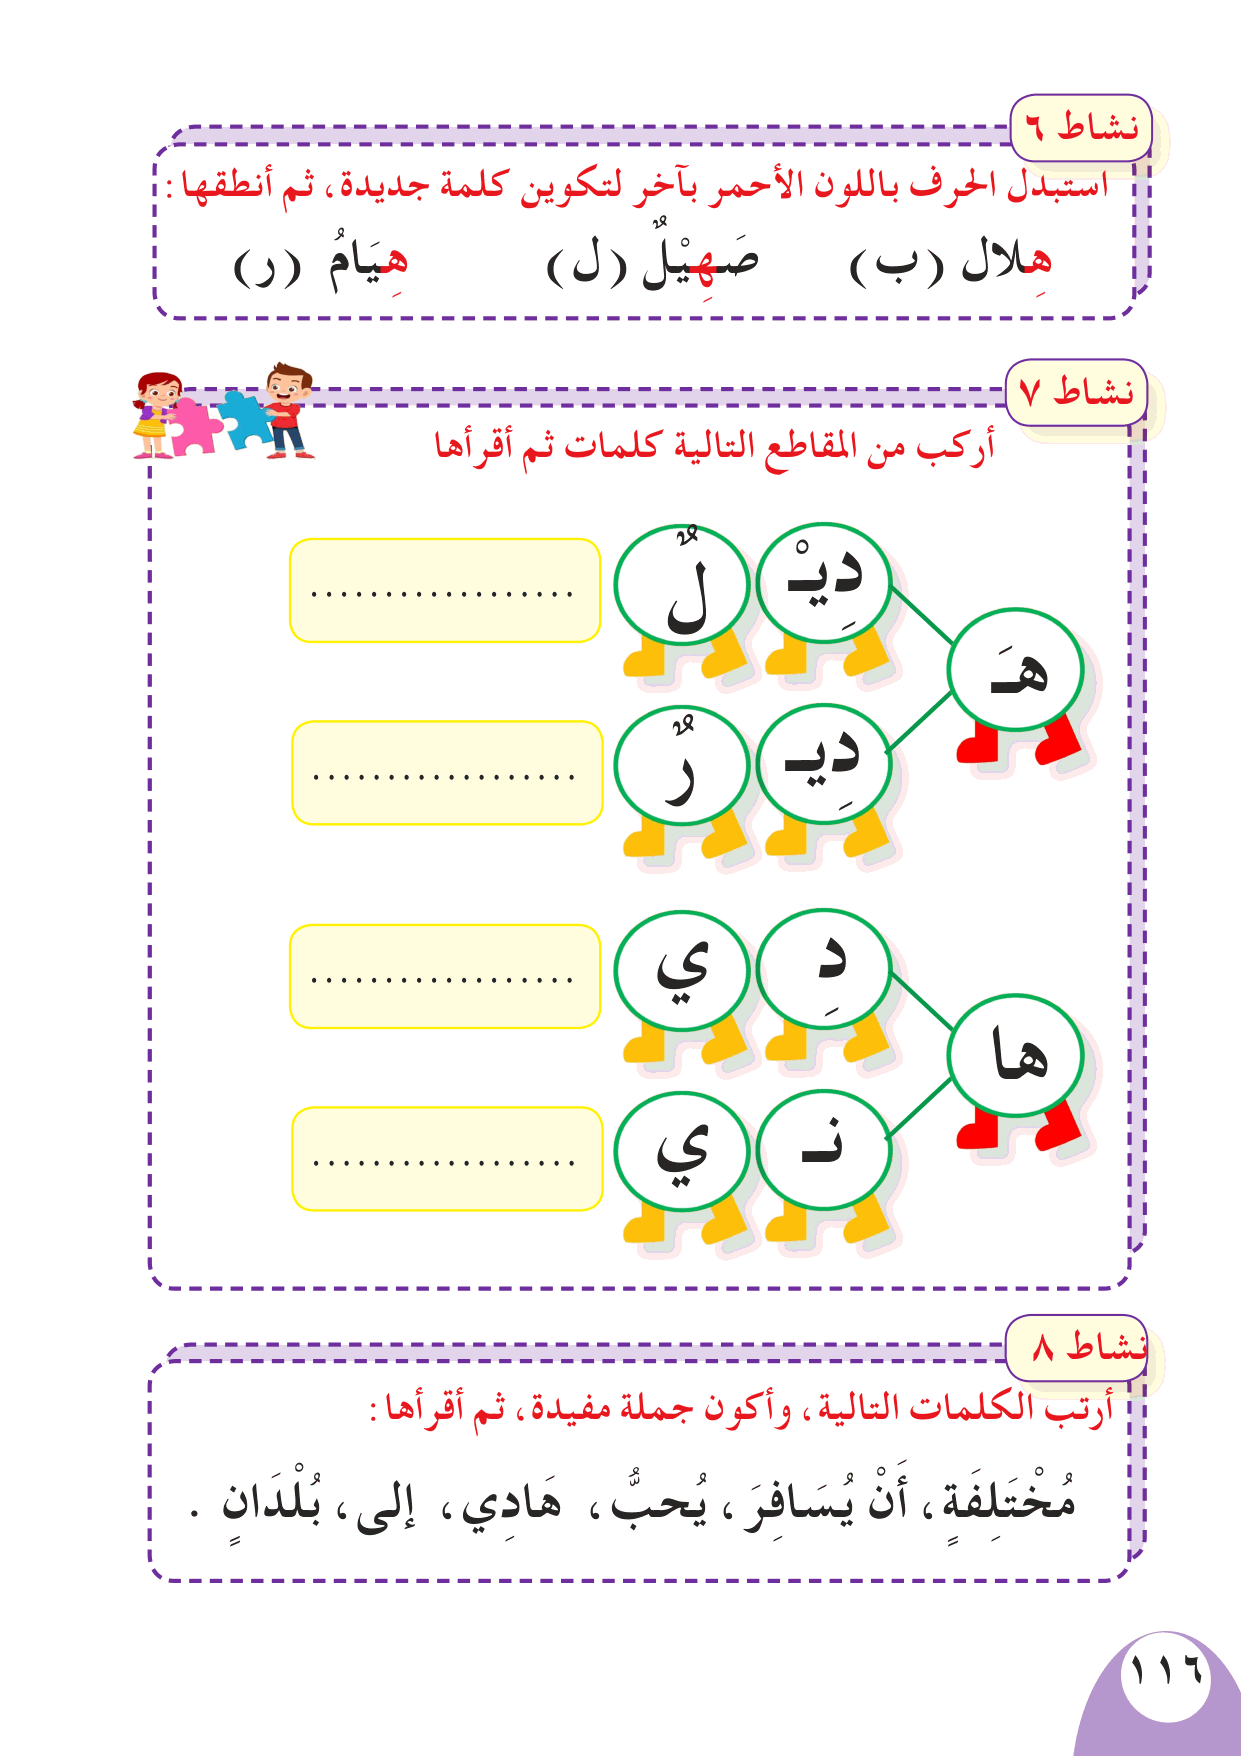 نشاط ٦
استبدل الحرف باللون الأحمر بآخر لتكوين كلمة جديدة، ثم أنطقها :
هِلال (ب) صَهِيْلٌ (ل) هِيَامُ (ر)
نشاط ٧
أركب من المقاطع التالية كلمات ثم أقرأها
هـَ
دِيـْ لٌ ..................
دِيـ رٌ ..................
ها
دِ ي ..................
نـ ي ..................
نشاط ٨
أرتب الكلمات التالية، وأكون جملة مفيدة، ثم أقرأها :
مُخْتَلِفَةٍ، أَنْ يُسَافِرَ ، يُحبُّ ، هَادِي ، إلى، بُلْدَانٍ .
١١٦